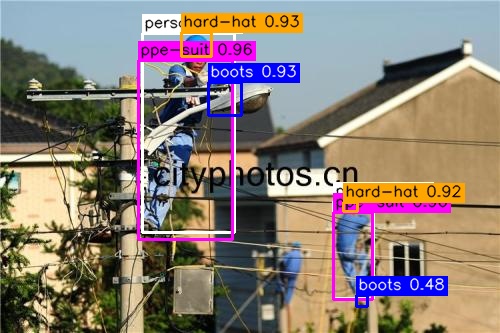 hard-hat 0.93
ppe-suit 0.96
boots 0.93
cityphotos.cn
hard-hat 0.92
boots 0.48